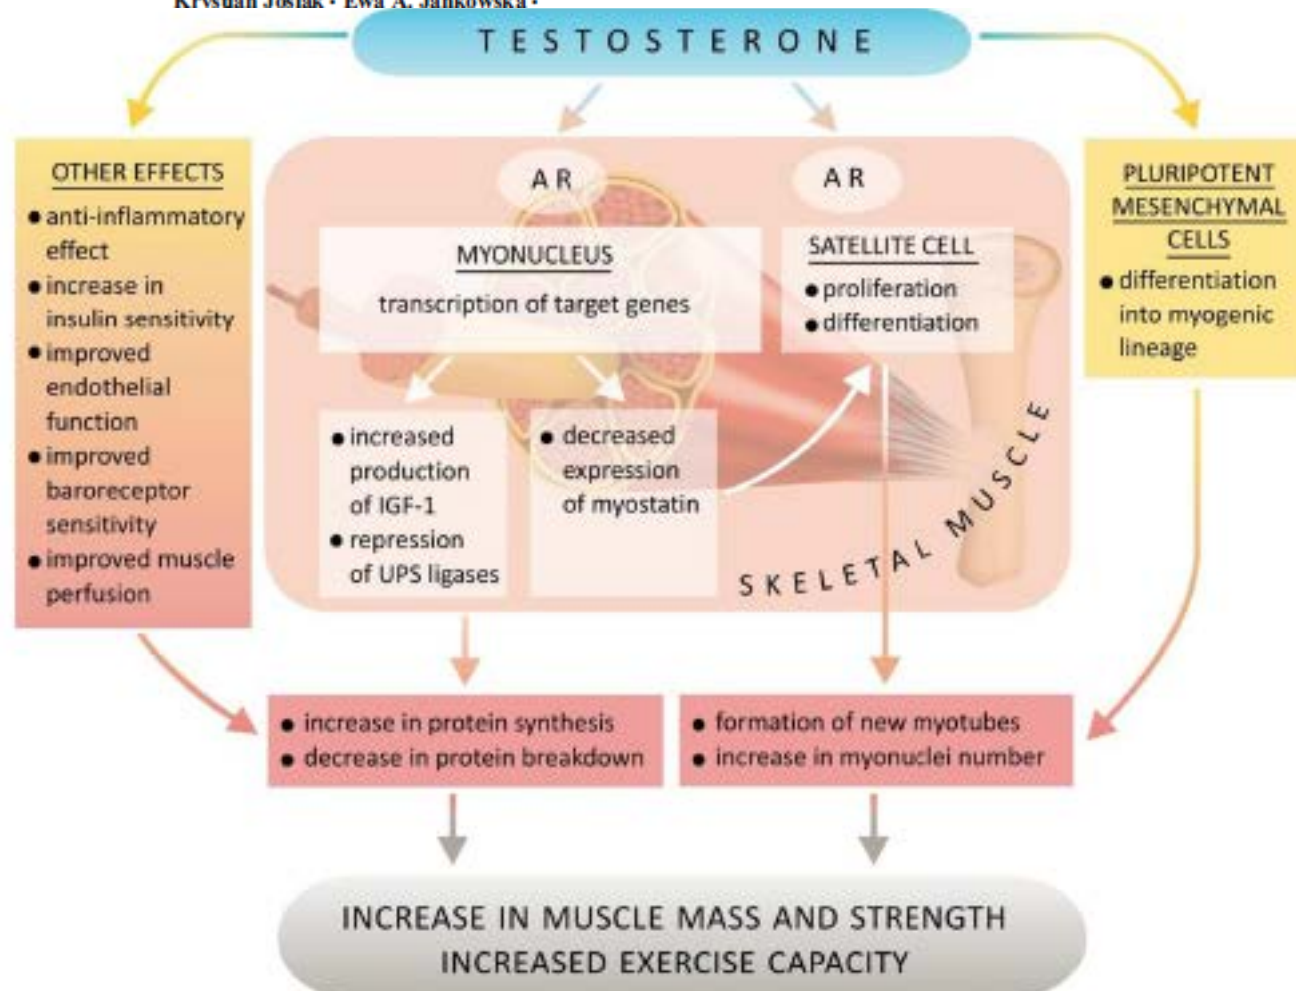 Krystian Josiak · Ewa A. Jankowska ·
TESTOSTERONE
OTHER EFFECTS
● anti-inflammatory
effect
● increase in
insulin sensitivity
● improved
endothelial
function
● improved
baroreceptor
sensitivity
● improved muscle
perfusion
AR
MYONUCLEUS
transcription of target genes
● increased
production
of IGF-1
● repression
of UPS ligases
● decreased
expression
of myostatin
AR
SATELLITE CELL
● proliferation
● differentiation
SKELETAL MUSCLE
PLURIPOTENT
MESENCHYMAL
CELLS
● differentiation
into myogenic
lineage
● increase in protein synthesis
● decrease in protein breakdown
● formation of new myotubes
● increase in myonuclei number
INCREASE IN MUSCLE MASS AND STRENGTH
INCREASED EXERCISE CAPACITY